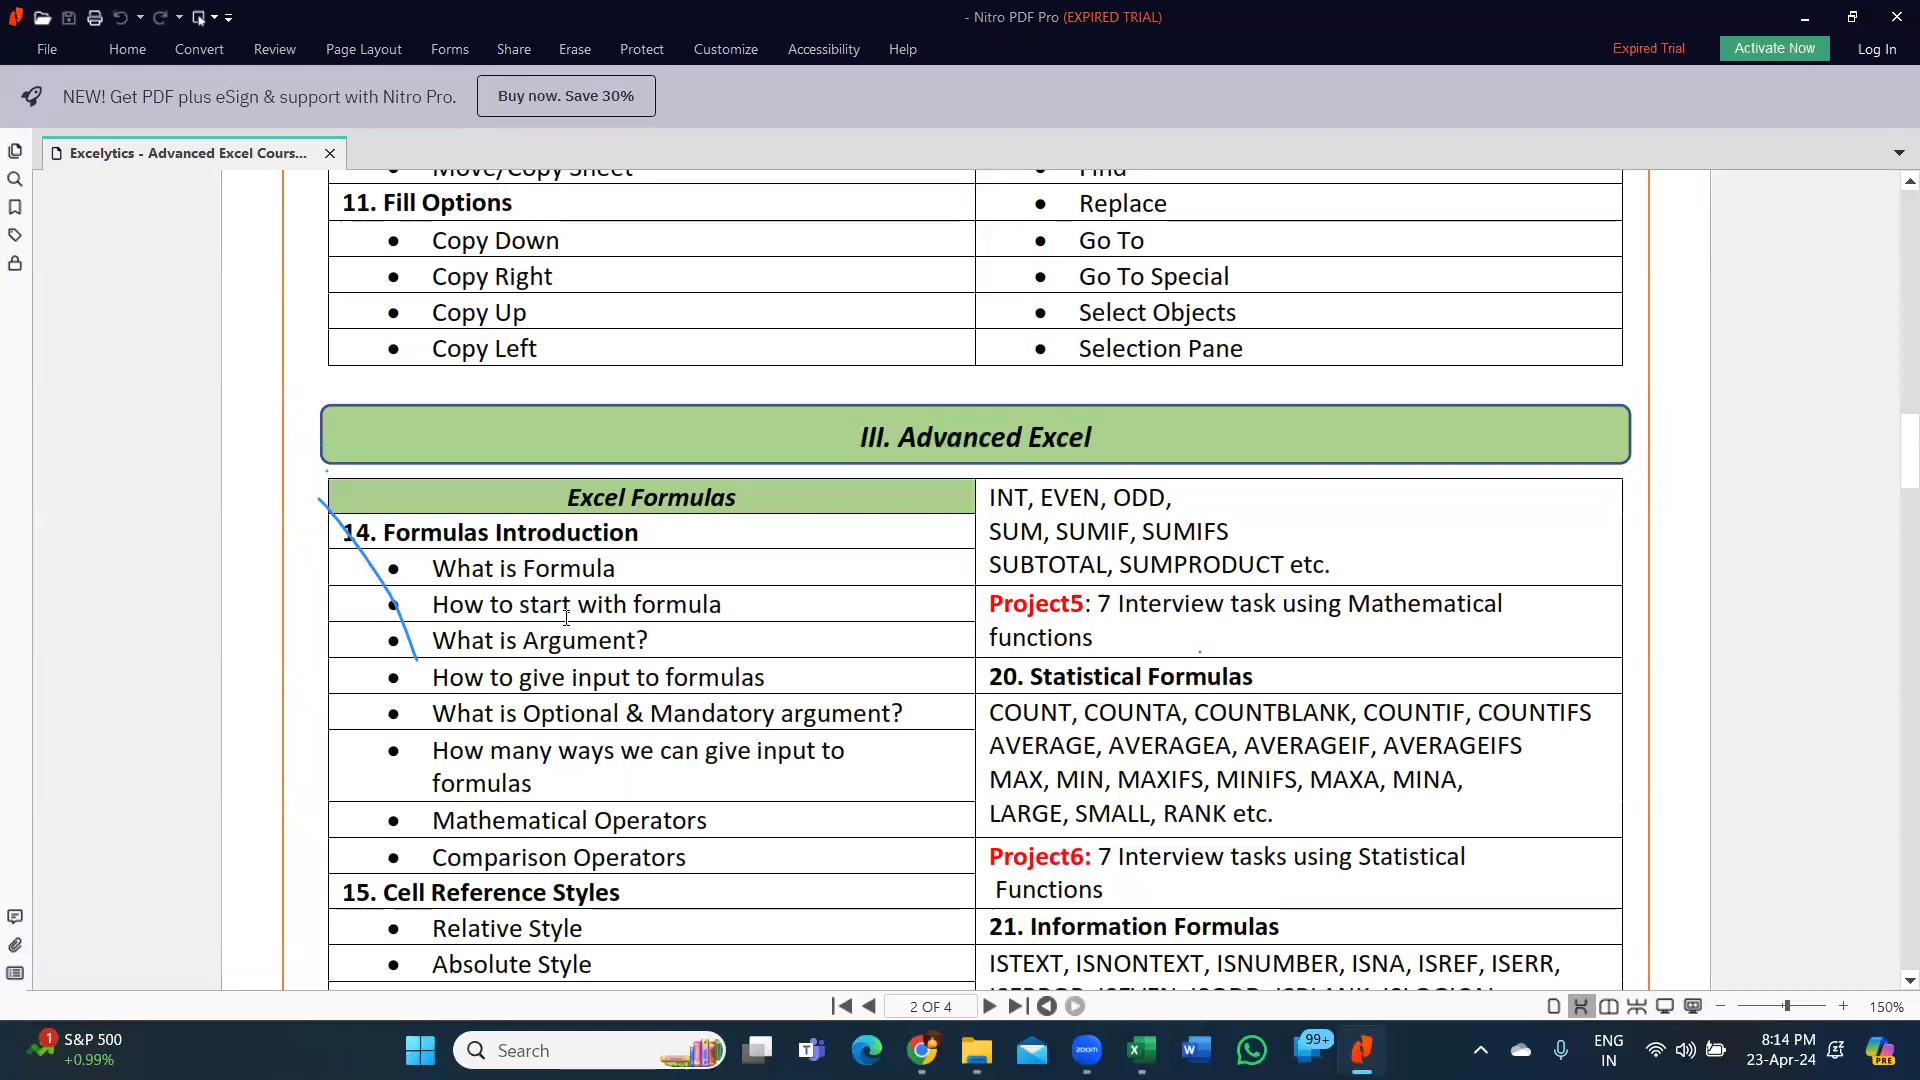 - Nitro PDF Pro (EXPIRED TRIAL)
File Home Convert Review Page Layout Forms Share Erase Protect Customize Accessibility Help Expired Trial Activate Now Log In
NEW! Get PDF plus eSign & support with Nitro Pro. Buy now. Save 30%
Excelytics - Advanced Excel Cours...
Move/Copy Sheet
11. Fill Options
• Copy Down
• Copy Right
• Copy Up
• Copy Left
• Find
• Replace
• Go To
• Go To Special
• Select Objects
• Selection Pane
III. Advanced Excel
Excel Formulas
14. Formulas Introduction
• What is Formula
• How to start with formula
• What is Argument?
• How to give input to formulas
• What is Optional & Mandatory argument?
• How many ways we can give input to
formulas
• Mathematical Operators
• Comparison Operators
15. Cell Reference Styles
• Relative Style
• Absolute Style
INT, EVEN, ODD,
SUM, SUMIF, SUMIFS
SUBTOTAL, SUMPRODUCT etc.
Project5: 7 Interview task using Mathematical
functions
20. Statistical Formulas
COUNT, COUNTA, COUNTBLANK, COUNTIF, COUNTIFS
AVERAGE, AVERAGEA, AVERAGEIF, AVERAGEIFS
MAX, MIN, MAXIFS, MINIFS, MAXA, MINA,
LARGE, SMALL, RANK etc.
Project6: 7 Interview tasks using Statistical
Functions
21. Information Formulas
ISTEXT, ISNONTEXT, ISNUMBER, ISNA, ISREF, ISERR,
2 OF 4
150%
1
S&P 500
+0.99%
Search
zoom
99+
ENG
IN
8:14 PM
23-Apr-24
PRE